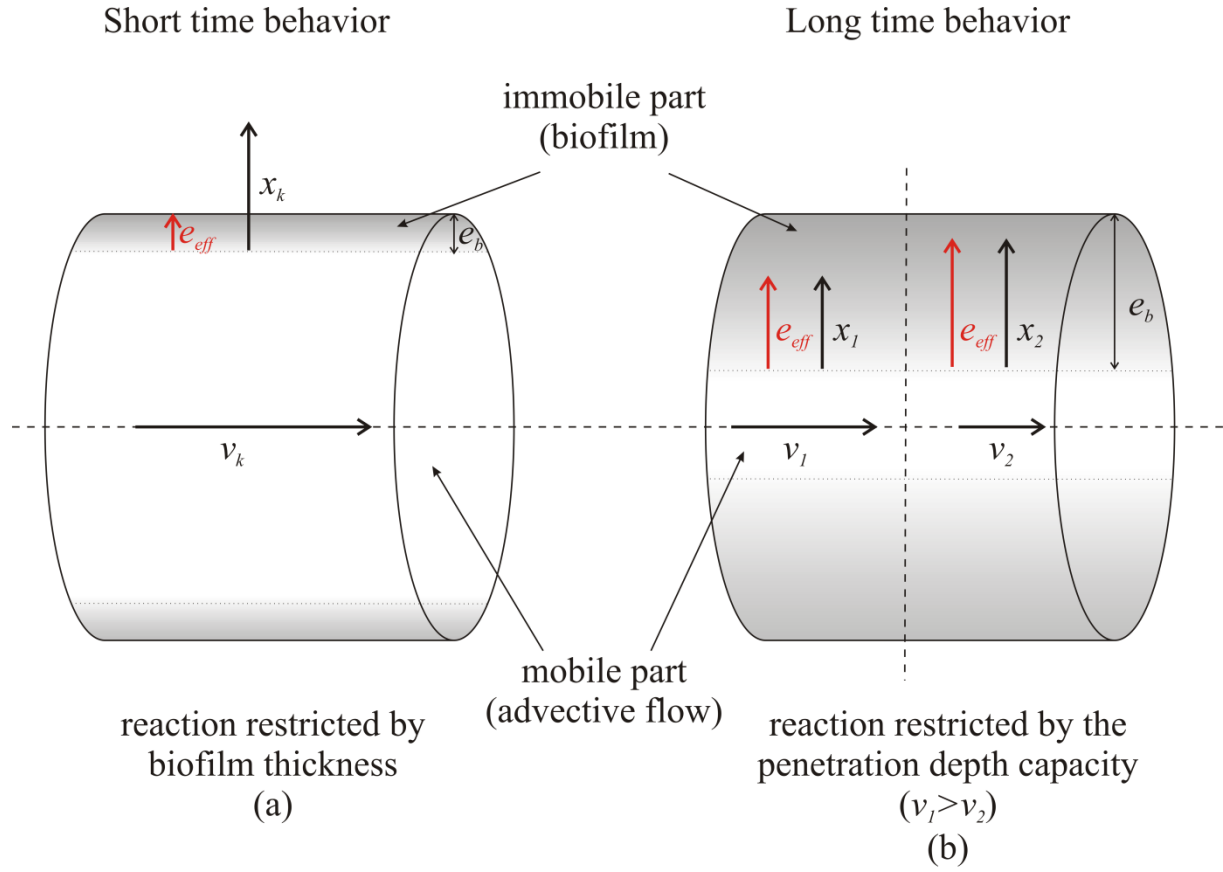 Short time behavior
Long time behavior
immobile part
(biofilm)
x_k
e_eff
e_b
v_k
e_eff
x_1
e_eff
x_2
e_b
v_1
v_2
mobile part
(advective flow)
reaction restricted by
biofilm thickness
(a)
reaction restricted by the
penetration depth capacity
(v_1>v_2)
(b)